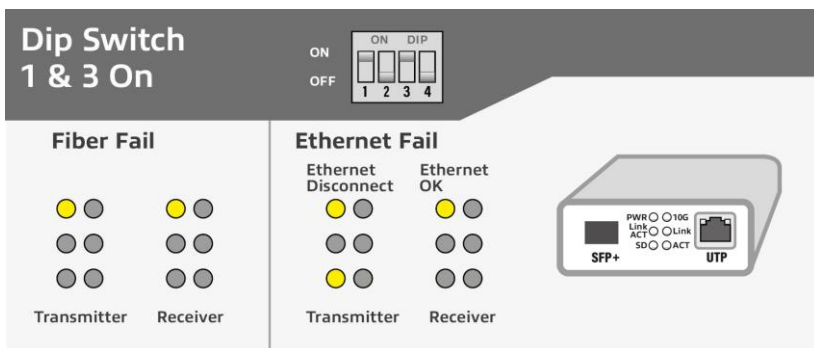 Dip Switch
1 & 3 On
ON
OFF
ON DIP
1 2 3 4
Fiber Fail
Transmitter Receiver
Ethernet Fail
Ethernet
Disconnect
Ethernet
OK
Transmitter Receiver
PWR 10G
Link
ACT Link
SD ACT
SFP+ UTP